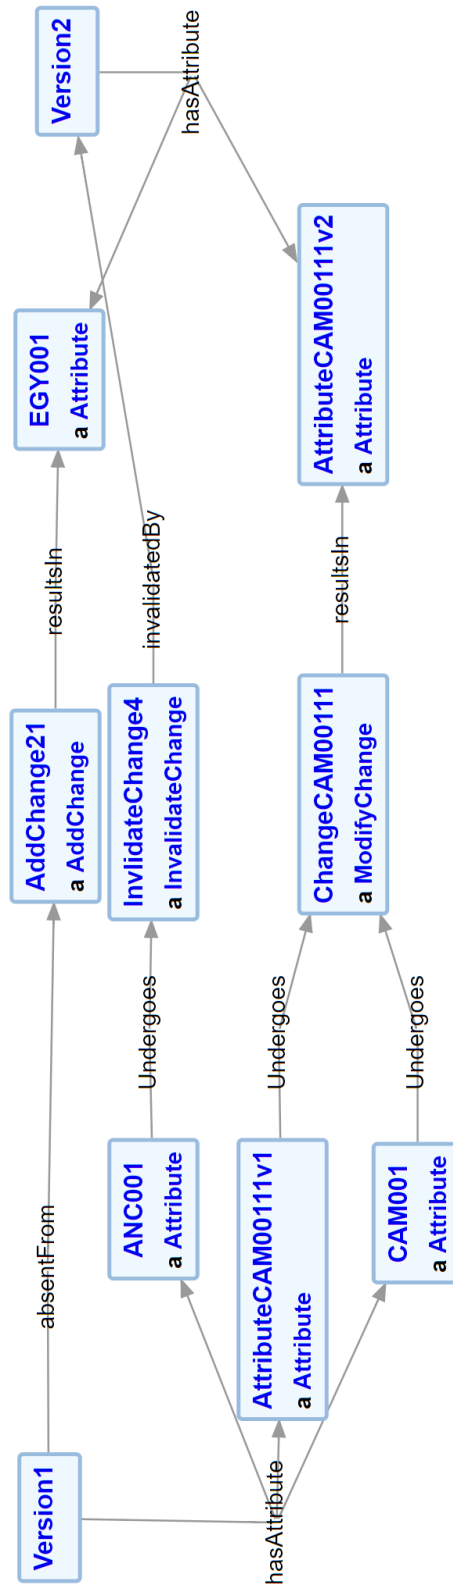 Version1
absentFrom
AddChange21
a AddChange
resultsIn
EGY001
a Attribute
Version2
hasAttribute
ANC001
a Attribute
Undergoes
InvlidateChange4
a InvalidateChange
invalidatedBy
hasAttribute
AttributeCAM00111v1
a Attribute
Undergoes
ChangeCAM00111
a ModifyChange
resultsIn
AttributeCAM00111v2
a Attribute
CAM001
a Attribute
Undergoes